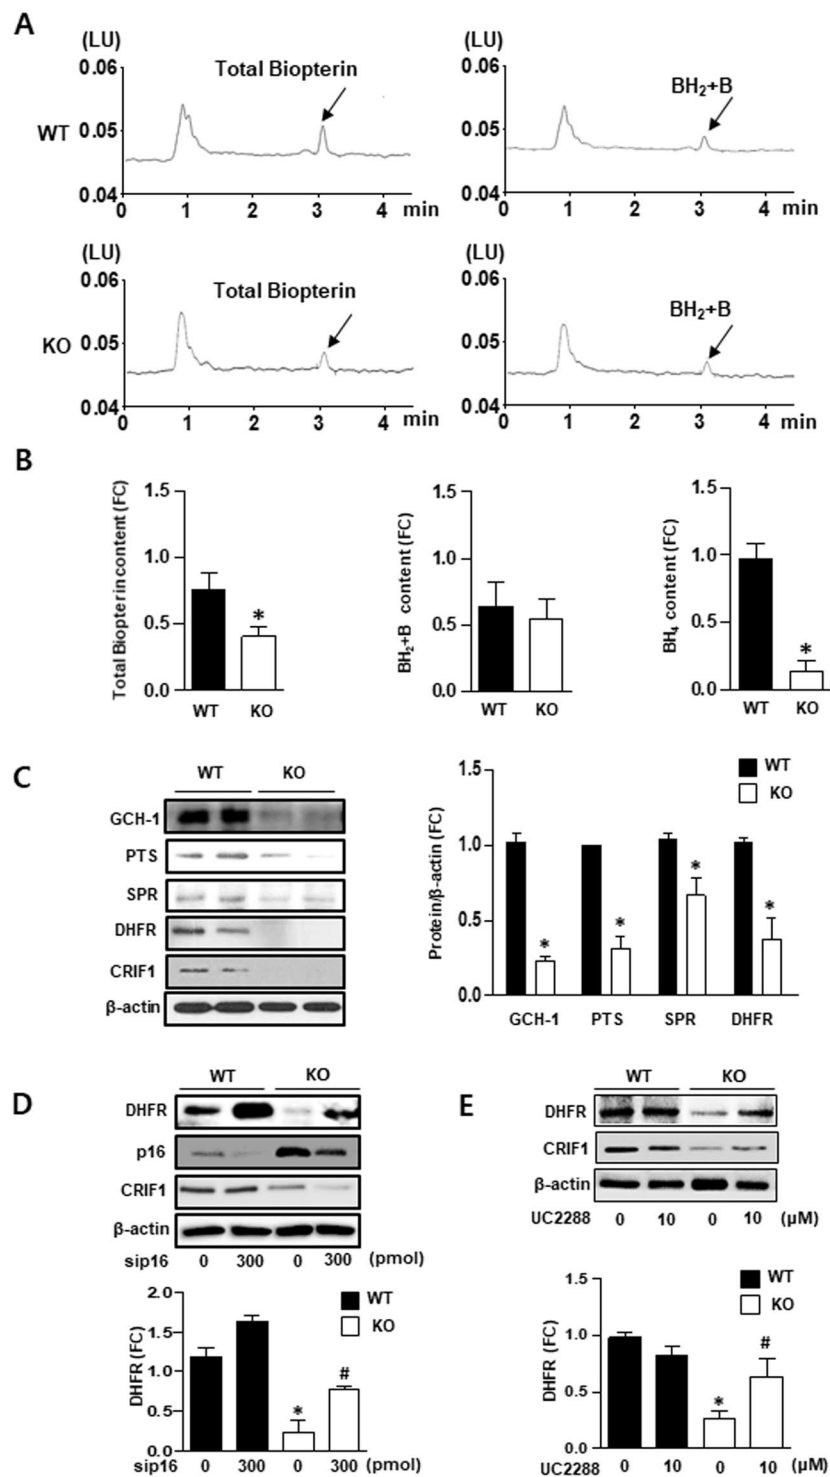 A
(LU) (LU)
0.06 Total Biopterin 0.06 BH₂+B
WT 0.05 0.05
0.04 0.04
0 1 2 3 4 min 0 1 2 3 4 min
(LU) (LU)
0.06 Total Biopterin 0.06 BH₂+B
KO 0.05 0.05
0.04 0.04
0 1 2 3 4 min 0 1 2 3 4 min
B
Total Biopterin content (FC)
1.5
1.0
0.5
0.0
*
WT KO
BH₂+B content (FC)
1.5
1.0
0.5
0.0
WT KO
BH₄ content (FC)
1.5
1.0
0.5
0.0
*
WT KO
C
WT KO
GCH-1
PTS
SPR
DHFR
CRIF1
β-actin
Protein/β-actin (FC)
1.5
1.0
0.5
0.0
WT
KO
* * * *
GCH-1 PTS SPR DHFR
D
WT KO
DHFR
p16
CRIF1
β-actin
sip16 0 300 0 300 (pmol)
DHFR (FC)
2.0
1.5
1.0
0.5
0.0
WT
KO
* #
sip16 0 300 0 300 (pmol)
E
WT KO
DHFR
CRIF1
β-actin
UC2288 0 10 0 10 (μM)
DHFR (FC)
1.5
1.0
0.5
0.0
WT
KO
* #
UC2288 0 10 0 10 (μM)